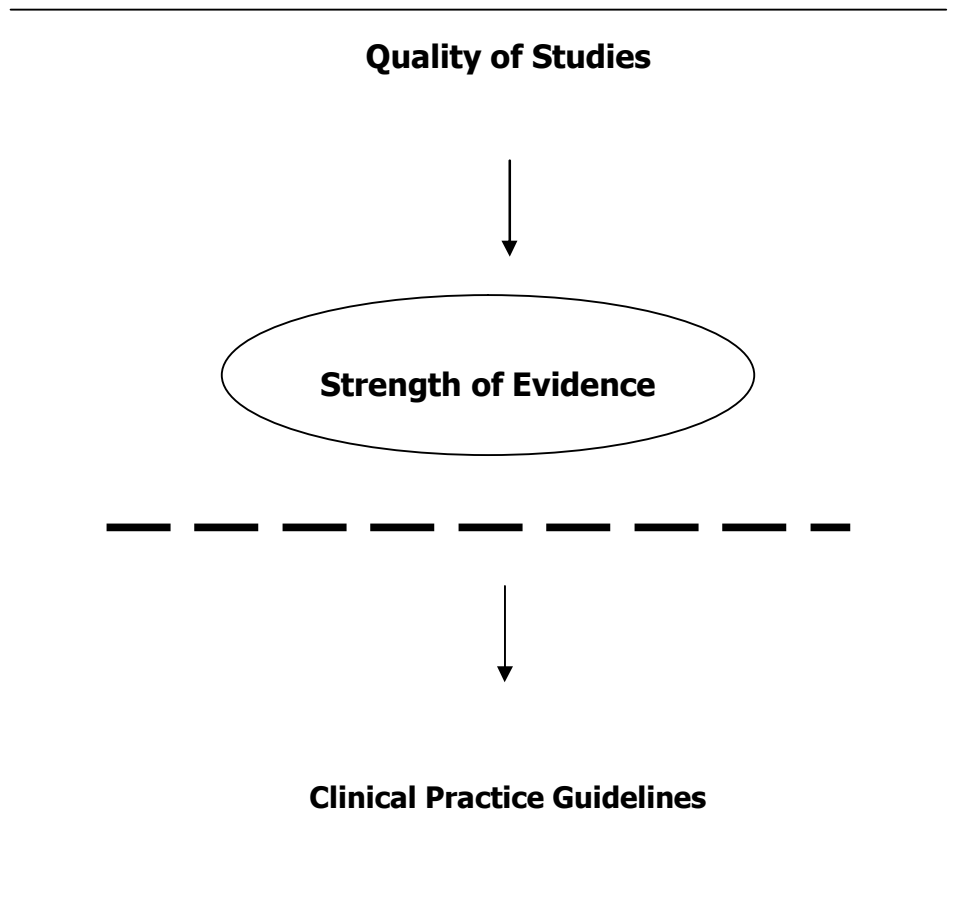 Quality of Studies
Strength of Evidence
Clinical Practice Guidelines